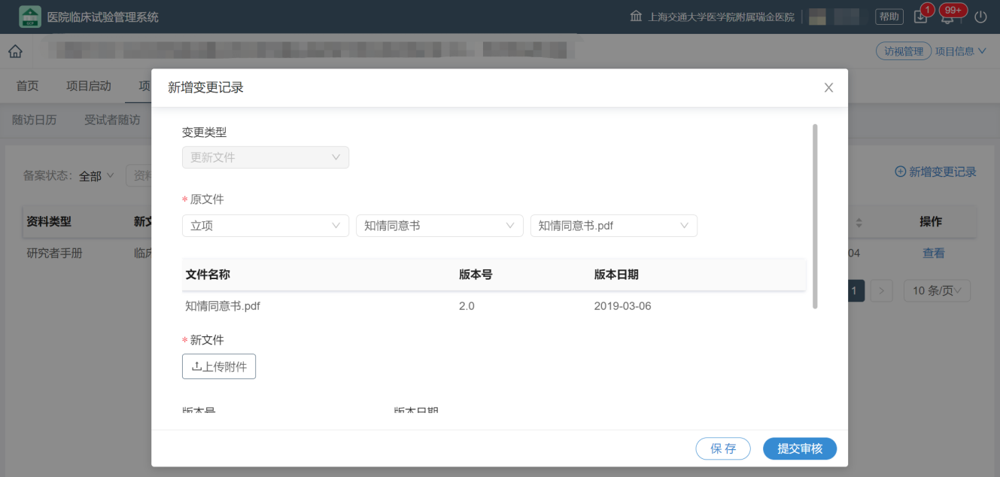 医院临床试验管理系统 上海交通大学医学院附属瑞金医院 帮助 1 99+
访视管理 项目信息
首页 项目启动 项
随访日历 受试者随访
新增变更记录
变更类型
更新文件
备案状态: 全部 资料 新增变更记录
* 原文件
立项 知情同意书 知情同意书.pdf
资料类型 新文 操作
研究者手册 临床 04 查看
文件名称 版本号 版本日期
1 10 条/页
知情同意书.pdf 2.0 2019-03-06
* 新文件
上传附件
版本号 版本日期
保 存 提交审核